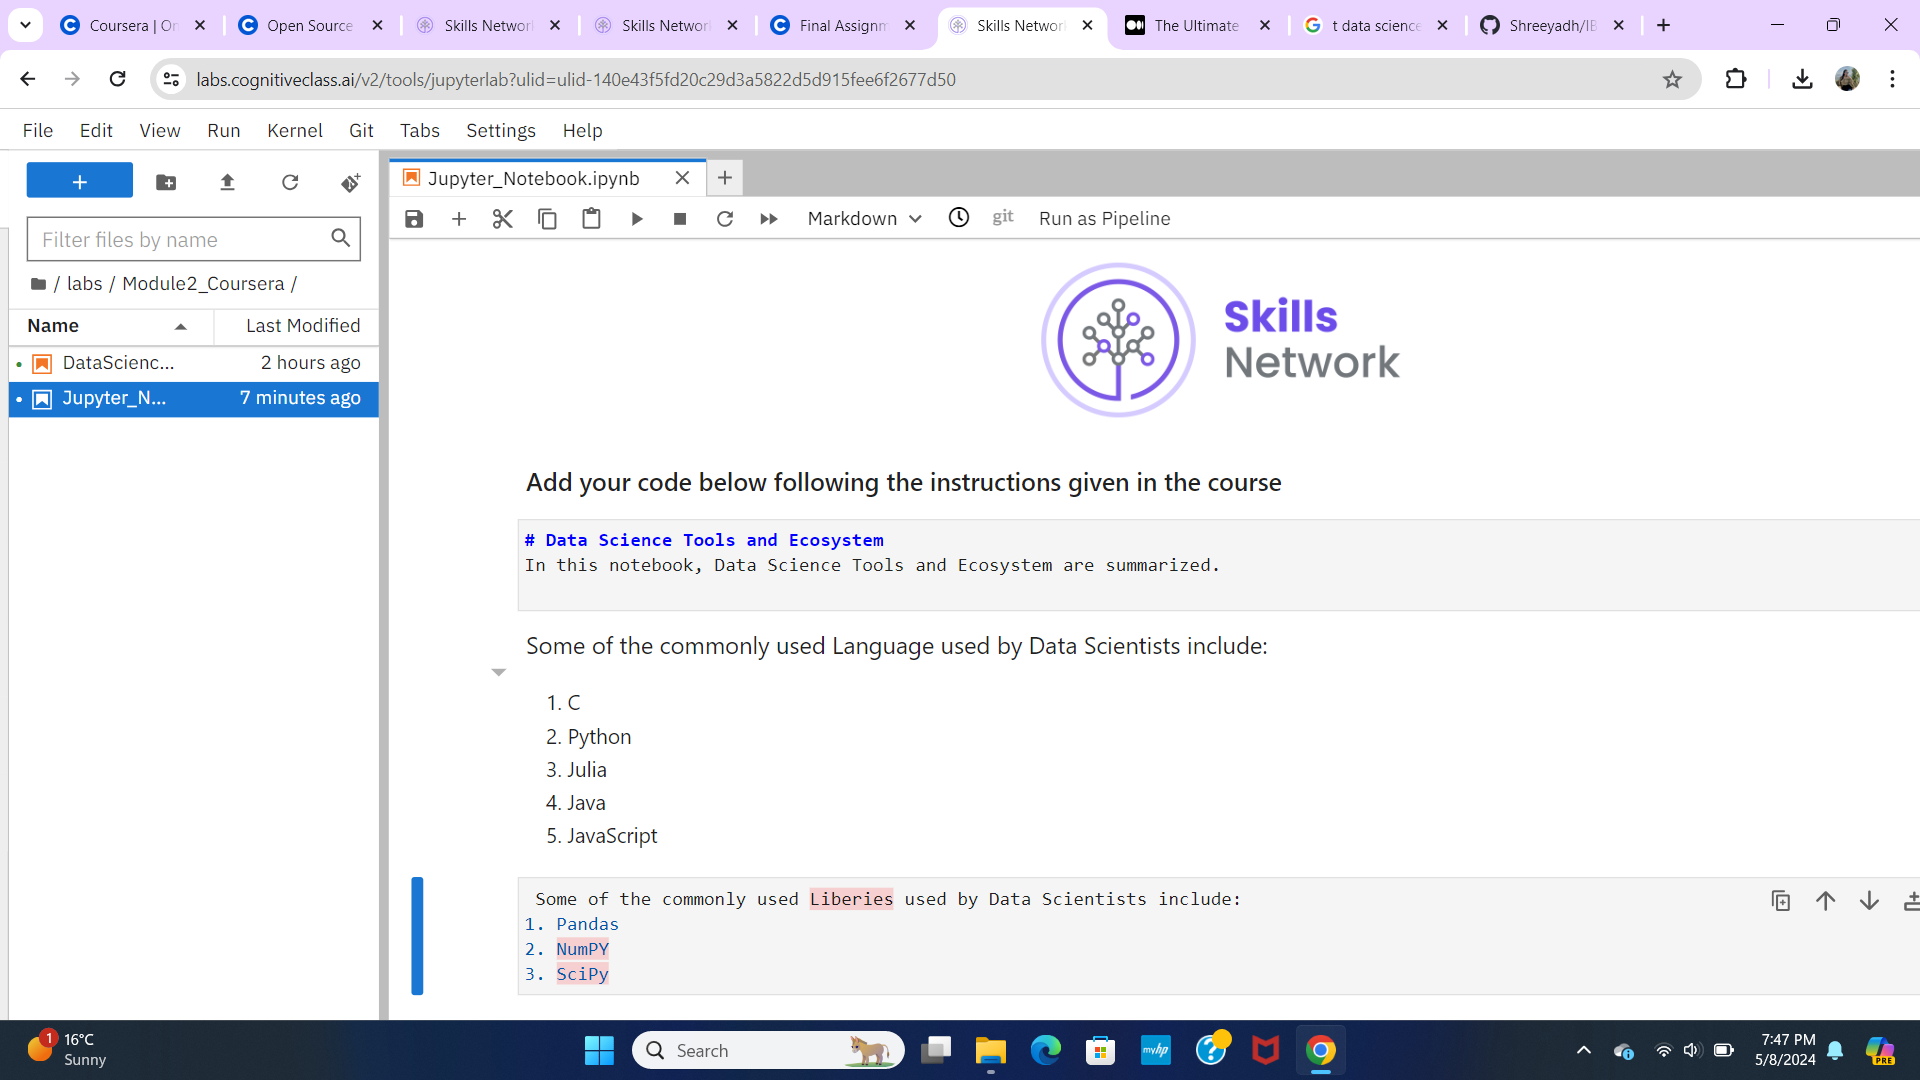 Coursera | On
Open Source
Skills Networ
Skills Networ
Final Assignm
Skills Networ
The Ultimate
t data science
Shreeyadh/IB
labs.cognitiveclass.ai/v2/tools/jupyterlab?ulid=ulid-140e43f5fd20c29d3a5822d5d915fee6f2677d50
File Edit View Run Kernel Git Tabs Settings Help
Jupyter_Notebook.ipynb
Markdown
git
Run as Pipeline
Filter files by name
/ labs / Module2_Coursera /
Name Last Modified
DataScienc... 2 hours ago
Jupyter_N... 7 minutes ago
Skills
Network
Add your code below following the instructions given in the course
# Data Science Tools and Ecosystem
In this notebook, Data Science Tools and Ecosystem are summarized.
Some of the commonly used Language used by Data Scientists include:
1. C
2. Python
3. Julia
4. Java
5. JavaScript
Some of the commonly used Liberies used by Data Scientists include:
1. Pandas
2. NumPY
3. SciPy
1
16°C
Sunny
Search
myhp
7:47 PM
5/8/2024
PRE